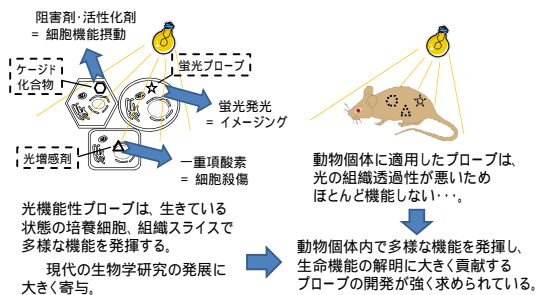 阻害剤・活性化剤
= 細胞機能摂動
ケージド
化合物
蛍光プローブ
蛍光発光
= イメージング
光増感剤
一重項酸素
= 細胞殺傷
光機能性プローブは、生きている
状態の培養細胞、組織スライスで
多様な機能を発揮する。
現代の生物学研究の発展に
大きく寄与。
動物個体に適用したプローブは、
光の組織透過性が悪いため
ほとんど機能しない・・・。
動物個体内で多様な機能を発揮し、
生命機能の解明に大きく貢献する
プローブの開発が強く求められている。